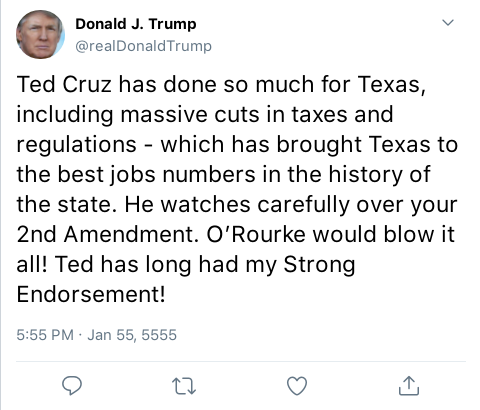 Donald J. Trump
@realDonaldTrump
Ted Cruz has done so much for Texas,
including massive cuts in taxes and
regulations - which has brought Texas to
the best jobs numbers in the history of
the state. He watches carefully over your
2nd Amendment. O’Rourke would blow it
all! Ted has long had my Strong
Endorsement!
5:55 PM · Jan 55, 5555